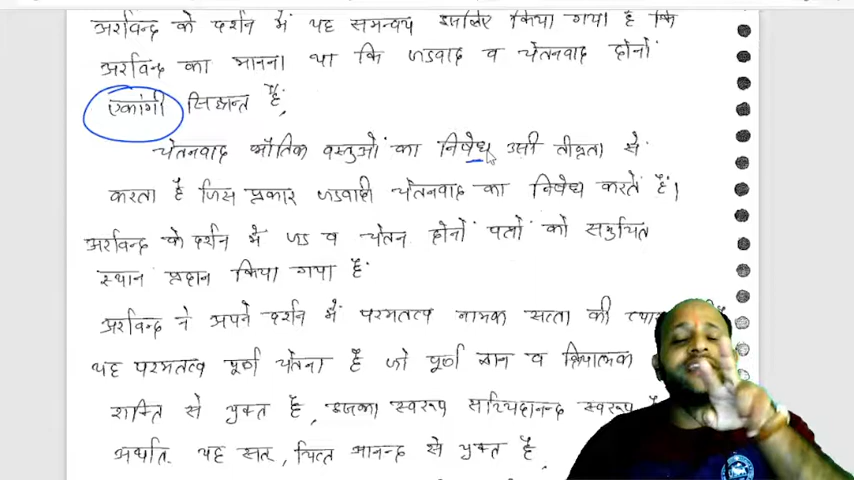 अरविन्द के दर्शन में यह समन्वय इसलिए किया गया है कि
अरविन्द का मानना था कि जडवाद व चेतनवाद दोनों
एकांगी सिद्धान्त है,
चेतनवाद भौतिक वस्तुओं का निषेध उसी तीव्रता से
करता है जिस प्रकार जडवादी चेतनवाद का निषेध करते हैं।
अरविन्द के दर्शन में जड व चेतन दोनों पक्षों को समुचित
स्थान प्रदान किया गया है
अरविन्द ने अपने दर्शन में परमतत्व नामक सत्ता की
यह परमतत्व पूर्ण चेतना है जो पूर्ण ज्ञान व क्रियात्मक
शक्ति से युक्त है, इसका स्वरूप सच्चिदानन्द स्वरूप है
अर्थात यह सत, चित्त आनन्द से युक्त है,